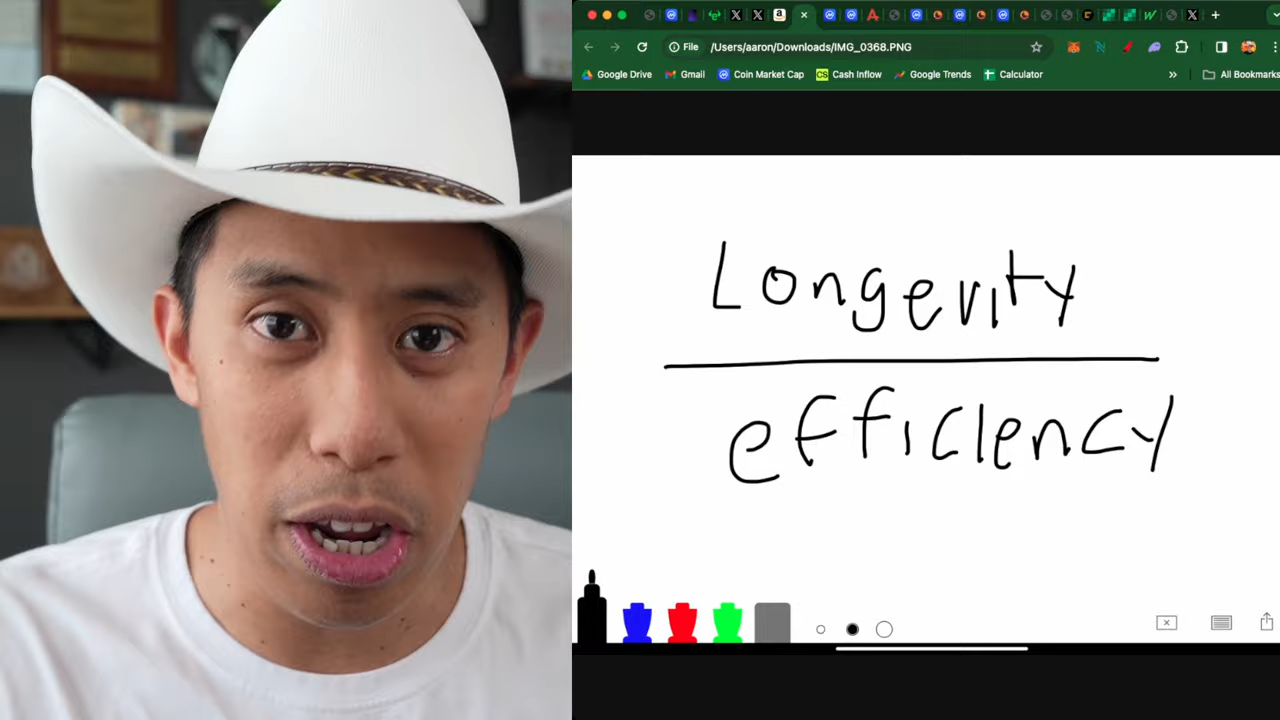 File
/Users/aaron/Downloads/IMG_0368.PNG
Google Drive
Gmail
Coin Market Cap
CS
Cash Inflow
Google Trends
Calculator
»
All Bookmarks
Longevity
efficiency